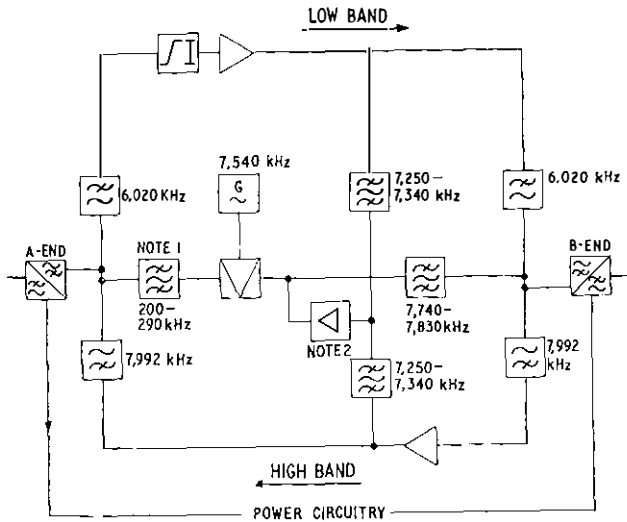 LOW BAND
7,540 kHz
G
6,020 KHz
7,250-
7,340 kHz
6,020 kHz
A-END
NOTE 1
B-END
200-
290kHz
7,740-
7,830kHz
NOTE 2
7,992 kHz
7,250-
7,340 kHz
7,992
kHz
HIGH BAND
POWER CIRCUITRY